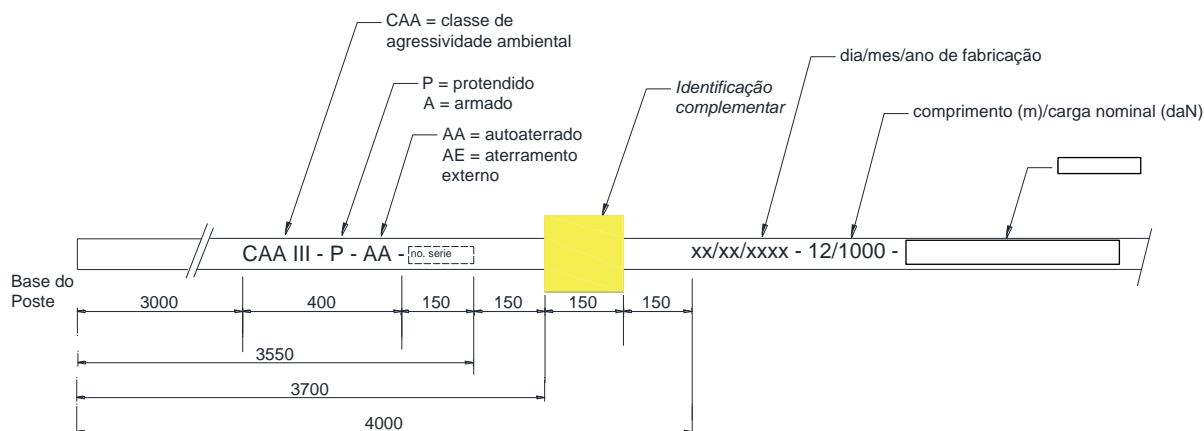 CAA = classe de
agressividade ambiental
P = protendido
A = armado
AA = autoaterrado
AE = aterramento
externo
Identificação
complementar
dia/mes/ano de fabricação
comprimento (m)/carga nominal (daN)
CAA III - P - AA - no. serie
xx/xx/xxxx - 12/1000 -
Base do
Poste
3000
400
150
150
150
150
3550
3700
4000